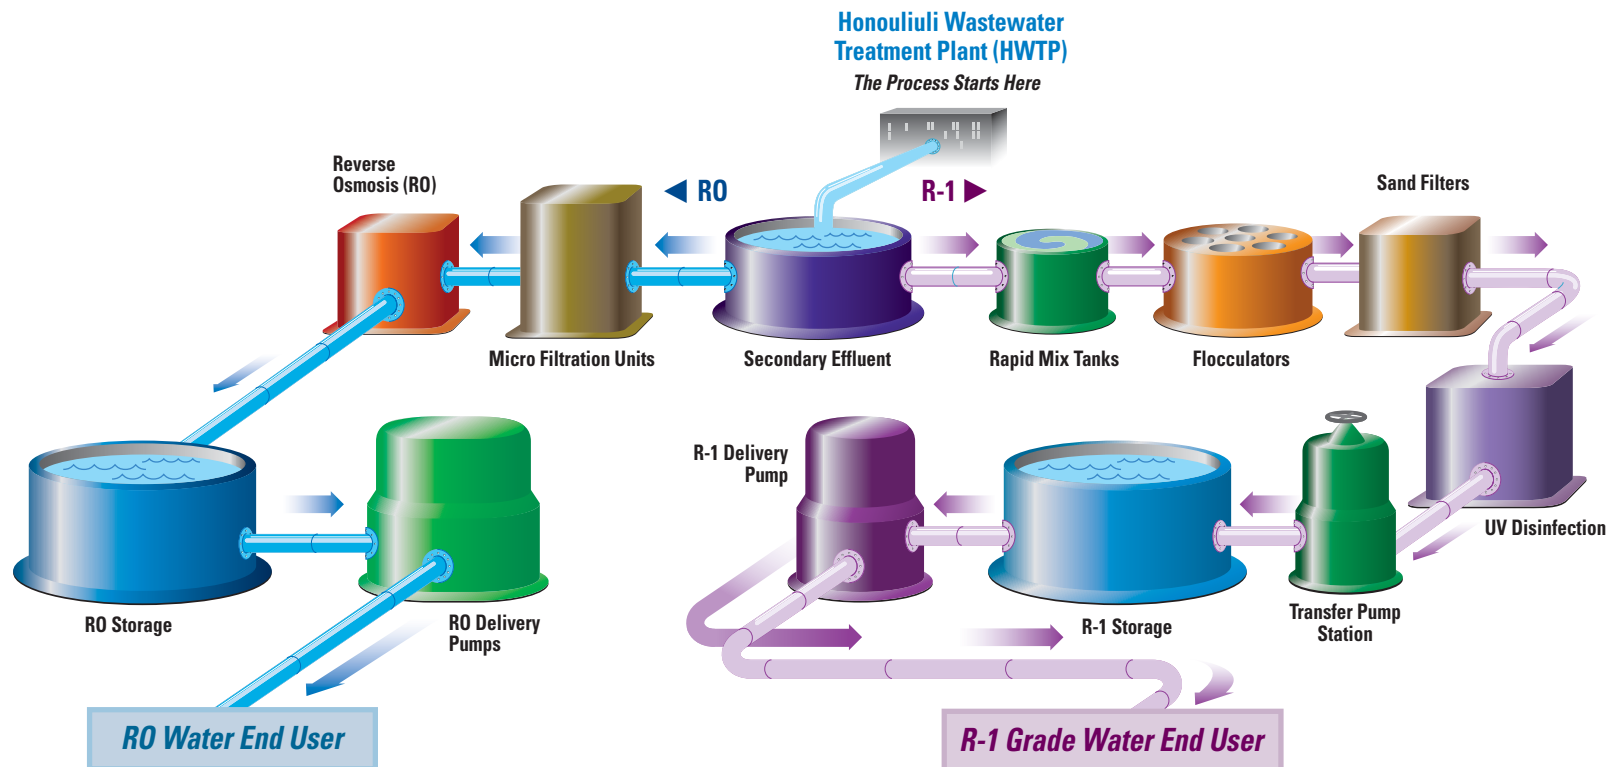 Honouliuli Wastewater
Treatment Plant (HWTP)
The Process Starts Here
Reverse
Osmosis (RO)
◀ RO
R-1 ▶
Sand Filters
Micro Filtration Units
Secondary Effluent
Rapid Mix Tanks
Flocculators
R-1 Delivery
Pump
UV Disinfection
RO Storage
RO Delivery
Pumps
R-1 Storage
Transfer Pump
Station
RO Water End User
R-1 Grade Water End User